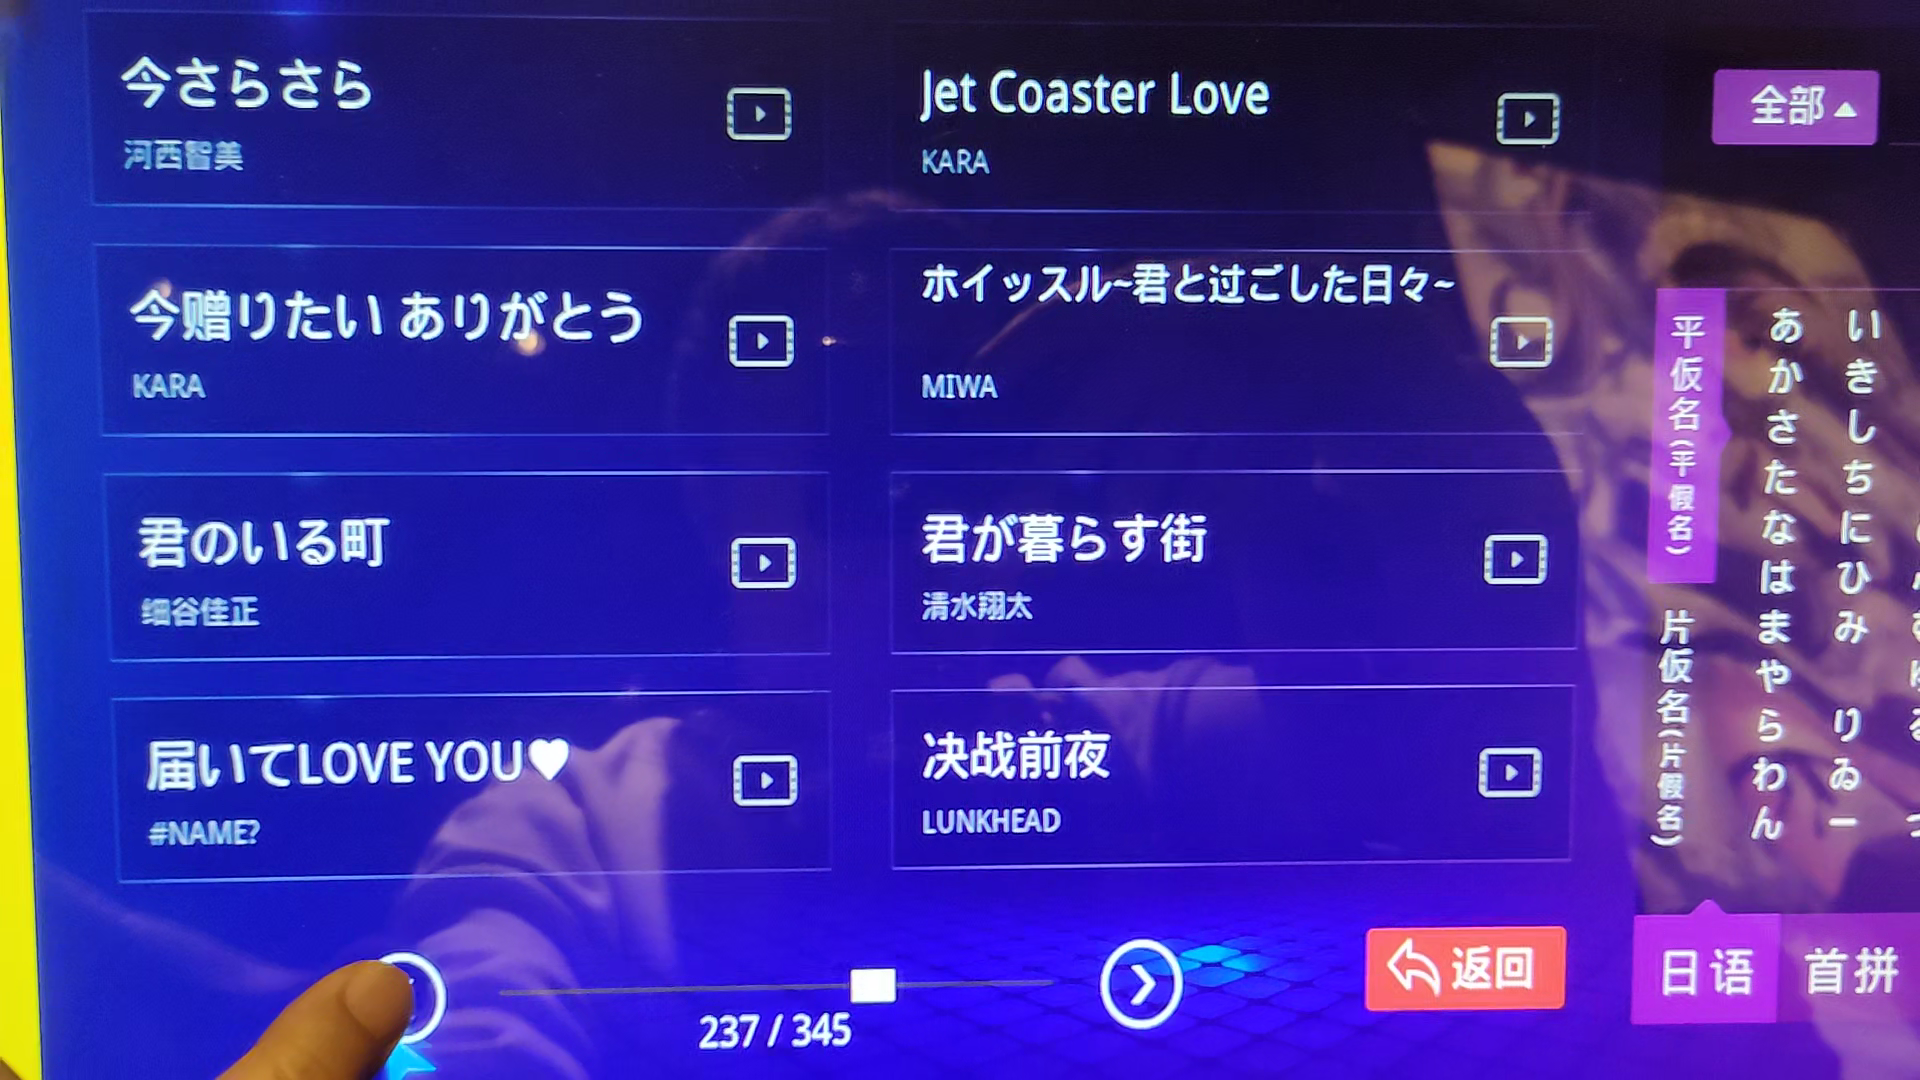 今さらさら
河西智美
Jet Coaster Love
KARA
今赠りたい ありがとう
KARA
ホイッスル~君と过ごした日々~
MIWA
君のいる町
细谷佳正
君が暮らす街
清水翔太
届いてLOVE YOU♥
#NAME?
决战前夜
LUNKHEAD
237 / 345
返回
全部
平仮名(平假名)
片仮名(片假名)
あかさたなはまやらわん
いきしちにひみ りゐー
日语
首拼